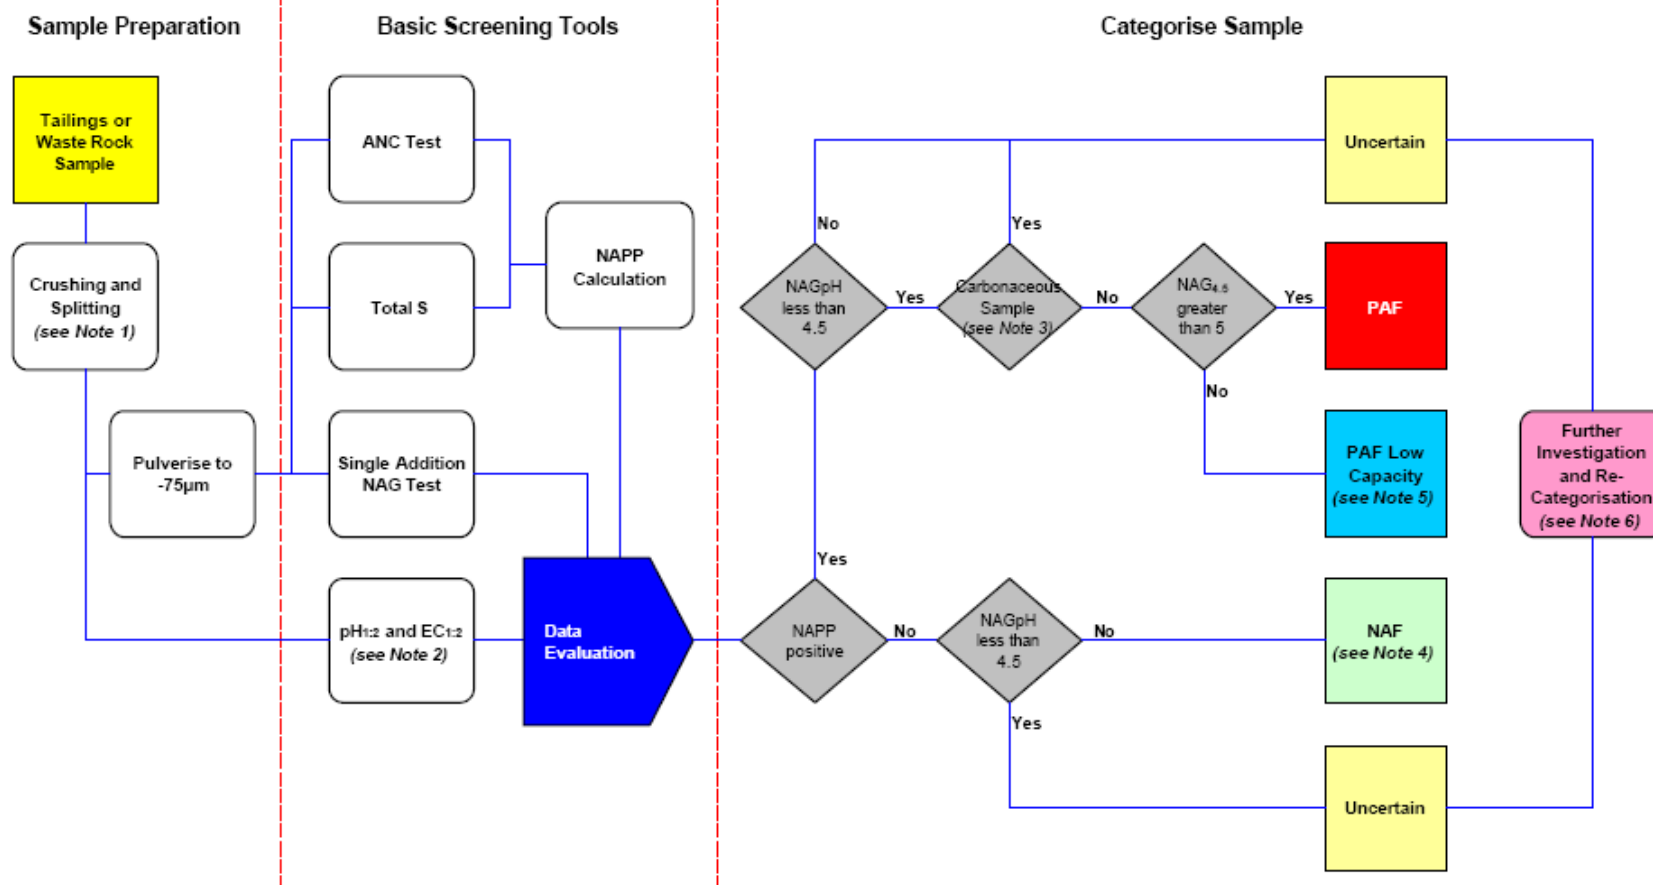 Sample Preparation
Basic Screening Tools
Categorise Sample
Tailings or
Waste Rock
Sample
Crushing and
Splitting
(see Note 1)
Pulverise to
-75µm
ANC Test
Total S
Single Addition
NAG Test
pH1:2 and EC1:2
(see Note 2)
NAPP
Calculation
Data
Evaluation
NAPP
positive
Yes
No
NAGpH
less than
4.5
No
Yes
Carbonaceous
Sample
(see Note 3)
Yes
No
NAG4.5
greater
than 5
Yes
No
NAGpH
less than
4.5
No
Yes
Uncertain
PAF
PAF Low
Capacity
(see Note 5)
NAF
(see Note 4)
Uncertain
Further
Investigation
and Re-
Categorisation
(see Note 6)